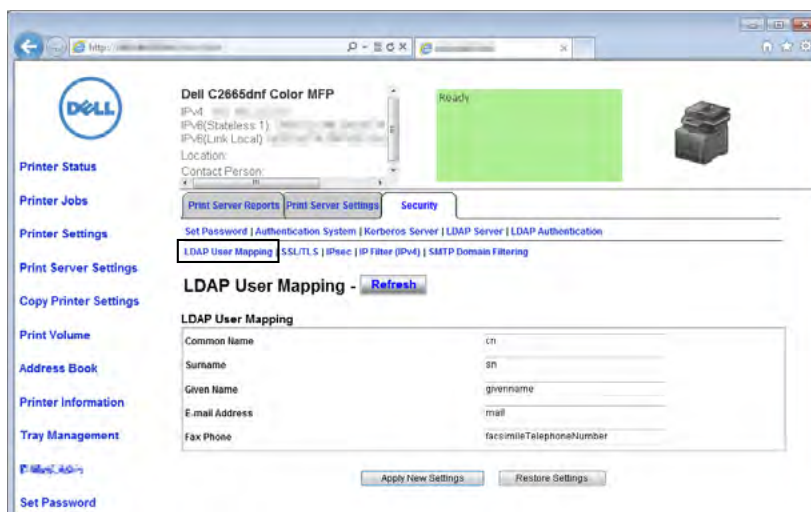 http://
DELL
Dell C2665dnf Color MFP
IPv4:
IPv6(Stateless 1):
IPv6(Link Local):
Location:
Contact Person:
Ready
Printer Status
Printer Jobs
Printer Settings
Print Server Settings
Copy Printer Settings
Print Volume
Address Book
Printer Information
Tray Management
Set Password
Print Server Reports Print Server Settings Security
Set Password | Authentication System | Kerberos Server | LDAP Server | LDAP Authentication
LDAP User Mapping | SSL/TLS | IPsec | IP Filter (IPv4) | SMTP Domain Filtering
LDAP User Mapping - Refresh
LDAP User Mapping
Common Name cn
Surname sn
Given Name givenname
E-mail Address mail
Fax Phone facsimileTelephoneNumber
Apply New Settings Restore Settings